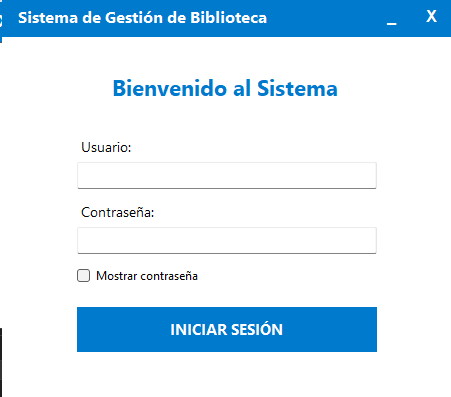 Sistema de Gestión de Biblioteca _ X
Bienvenido al Sistema
Usuario:
Contraseña:
Mostrar contraseña
INICIAR SESIÓN